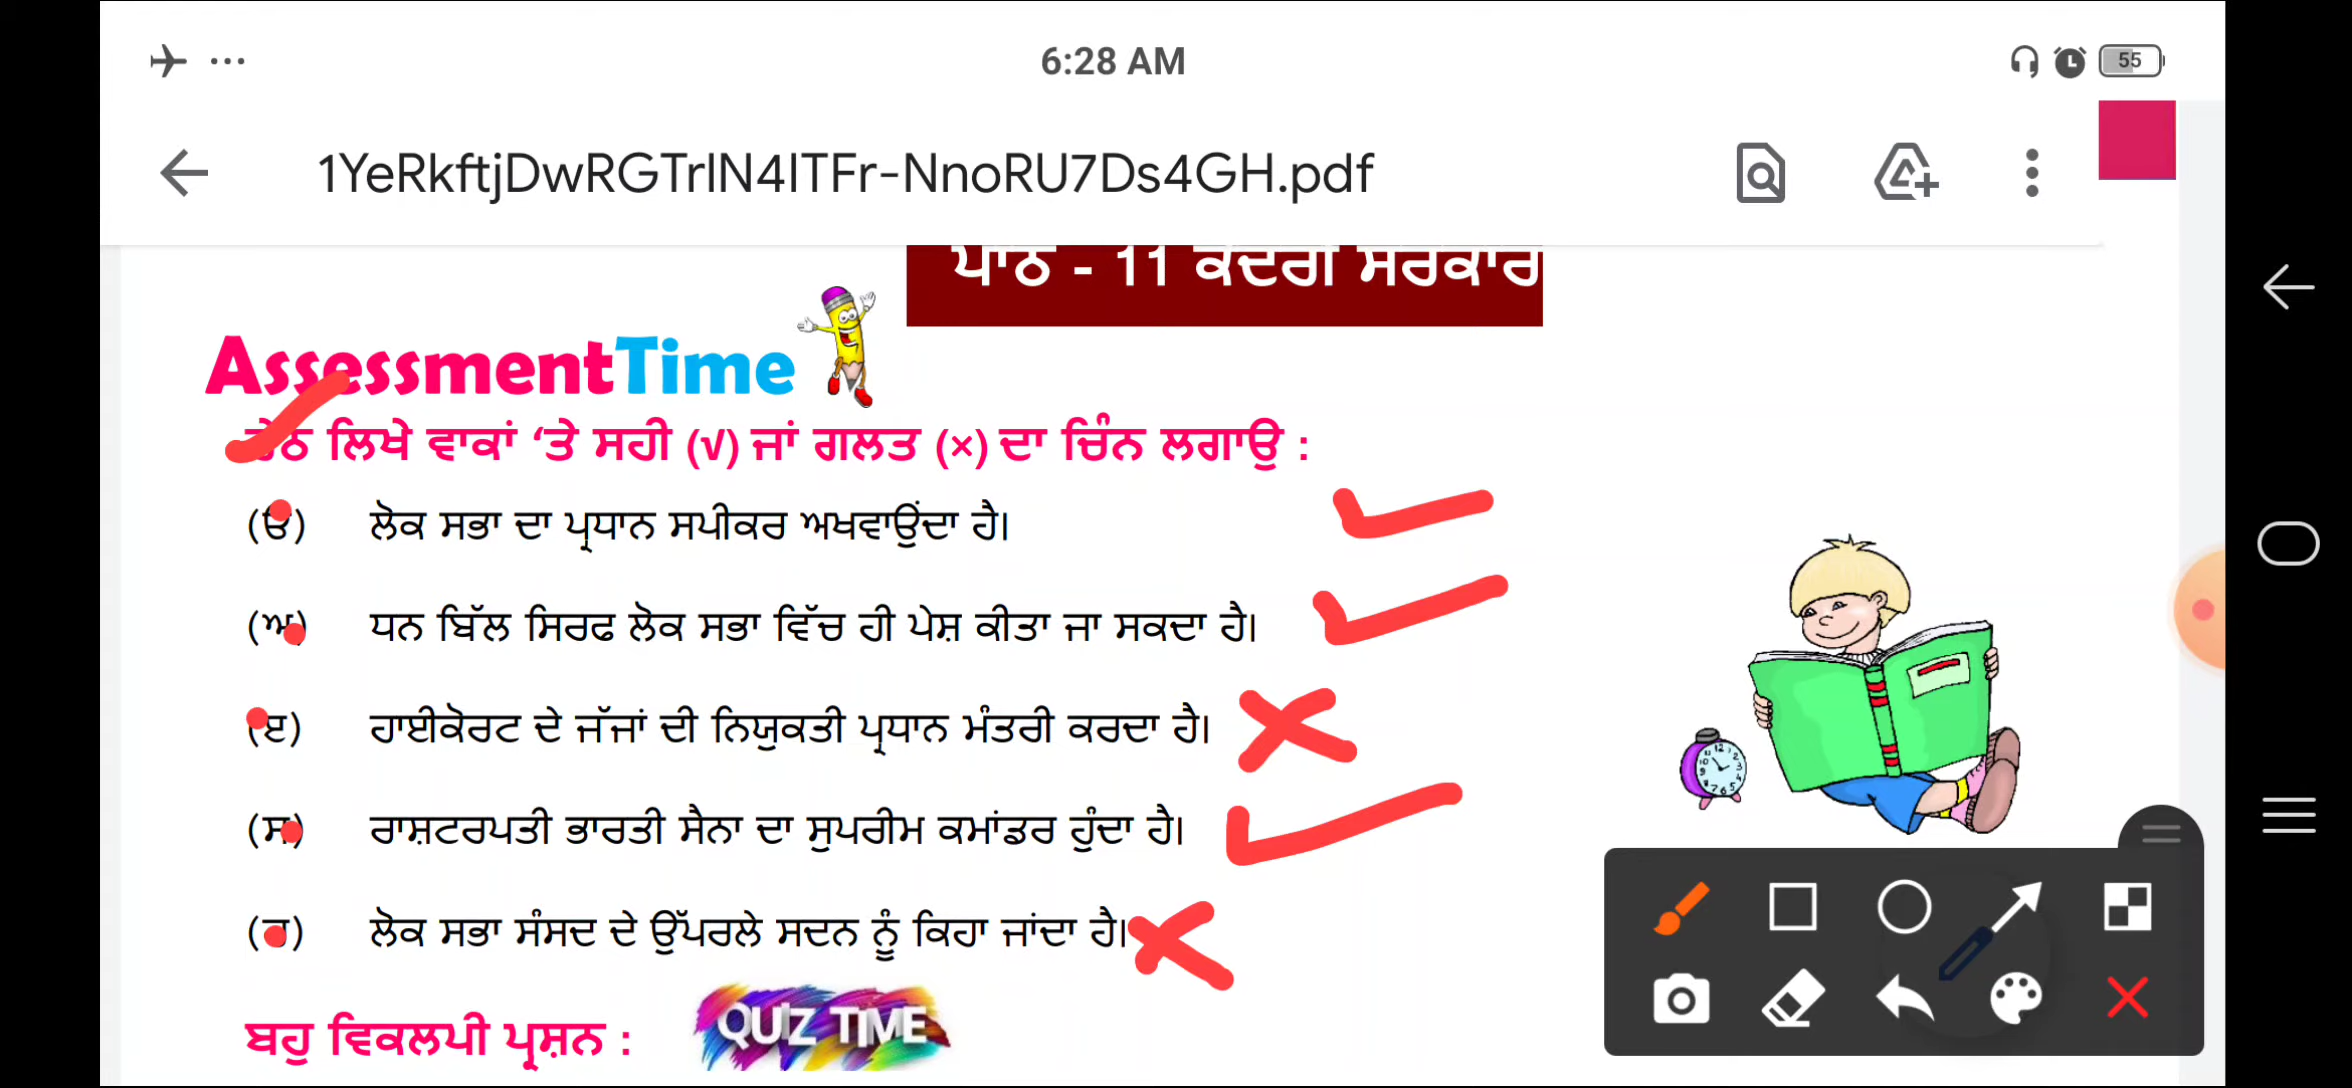 6:28 AM
55
1YeRkftjDwRGTrlN4lTFr-NnoRU7Ds4GH.pdf
ਪਾਠ - 11 ਕੇਂਦਰੀ ਸਰਕਾਰ
AssessmentTime
ਲਿਖੇ ਵਾਕਾਂ ‘ਤੇ ਸਹੀ (√) ਜਾਂ ਗਲਤ (×) ਦਾ ਚਿੰਨ ਲਗਾਉ :
(ੳ) ਲੋਕ ਸਭਾ ਦਾ ਪ੍ਰਧਾਨ ਸਪੀਕਰ ਅਖਵਾਉਂਦਾ ਹੈ।
(ਅ) ਧਨ ਬਿੱਲ ਸਿਰਫ ਲੋਕ ਸਭਾ ਵਿੱਚ ਹੀ ਪੇਸ਼ ਕੀਤਾ ਜਾ ਸਕਦਾ ਹੈ।
(ੲ) ਹਾਈਕੋਰਟ ਦੇ ਜੱਜਾਂ ਦੀ ਨਿਯੁਕਤੀ ਪ੍ਰਧਾਨ ਮੰਤਰੀ ਕਰਦਾ ਹੈ।
(ਸ) ਰਾਸ਼ਟਰਪਤੀ ਭਾਰਤੀ ਸੈਨਾ ਦਾ ਸੁਪਰੀਮ ਕਮਾਂਡਰ ਹੁੰਦਾ ਹੈ।
(ਹ) ਲੋਕ ਸਭਾ ਸੰਸਦ ਦੇ ਉੱਪਰਲੇ ਸਦਨ ਨੂੰ ਕਿਹਾ ਜਾਂਦਾ ਹੈ।
ਬਹੁ ਵਿਕਲਪੀ ਪ੍ਰਸ਼ਨ :
QUIZ TIME